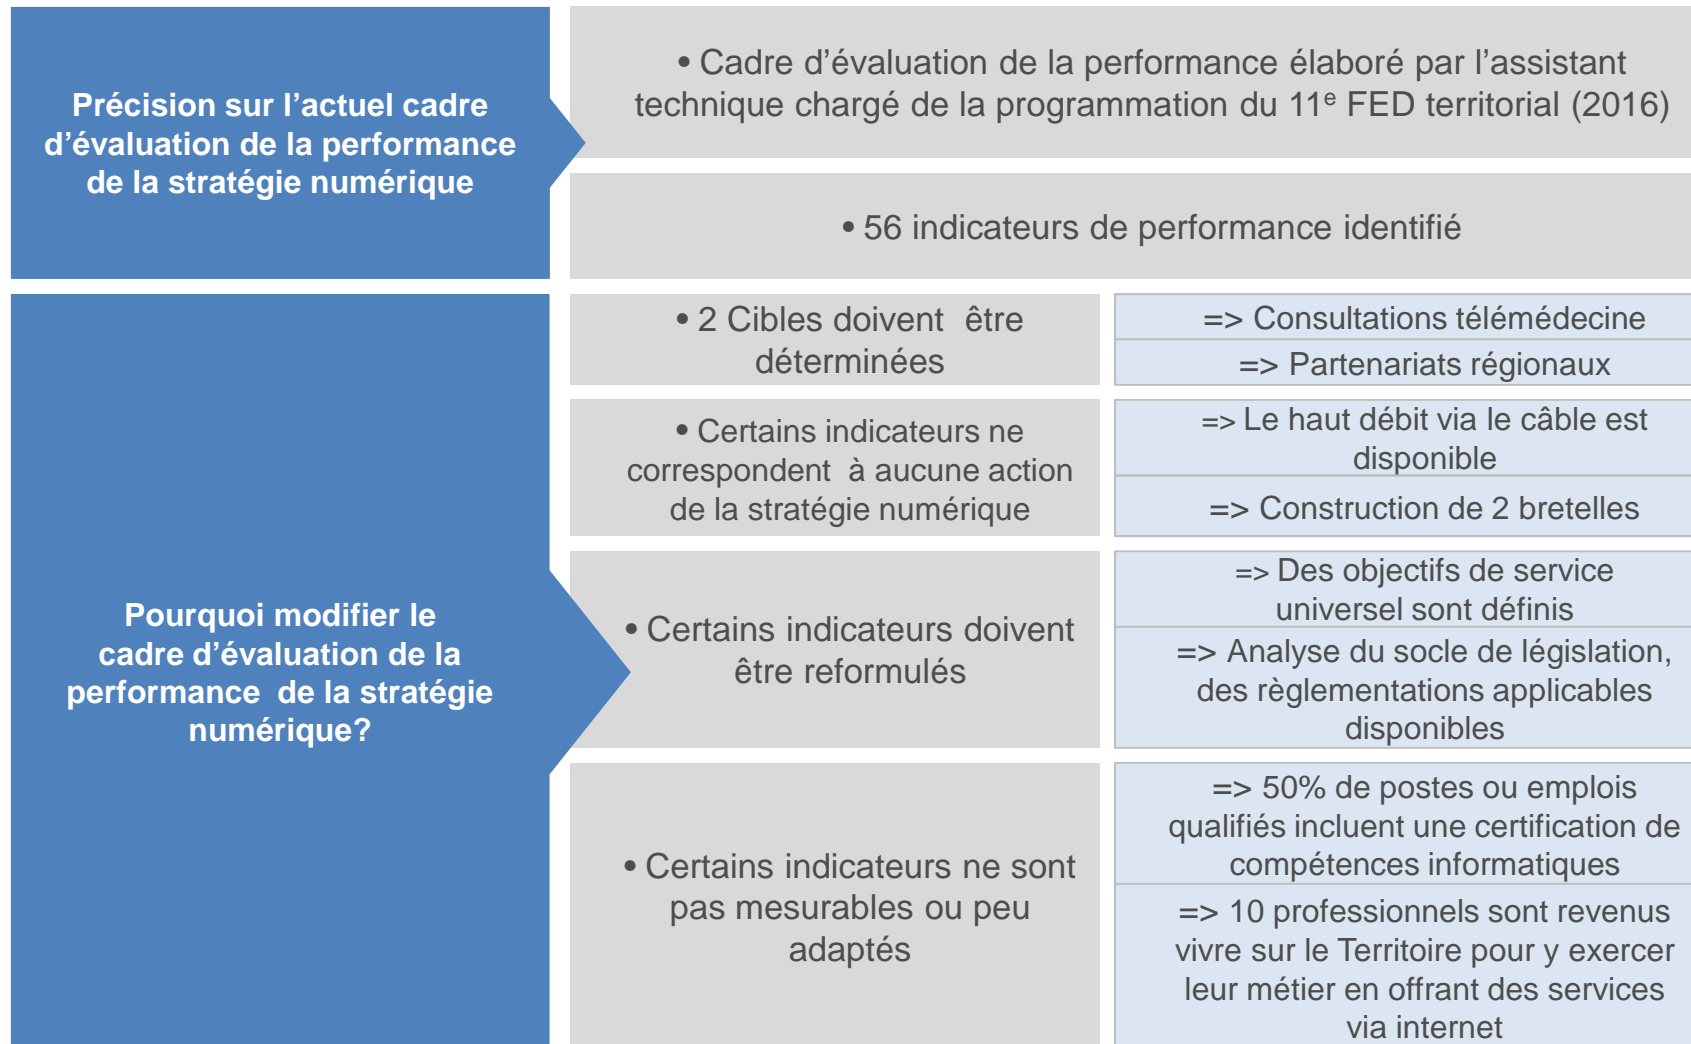 Précision sur l'actuel cadre
d'évaluation de la performance
de la stratégie numérique
• Cadre d'évaluation de la performance élaboré par l'assistant
technique chargé de la programmation du 11e FED territorial (2016)
• 56 indicateurs de performance identifié
Pourquoi modifier le
cadre d'évaluation de la
performance de la stratégie
numérique?
• 2 Cibles doivent être
déterminées
=> Consultations télémédecine
=> Partenariats régionaux
• Certains indicateurs ne
correspondent à aucune action
de la stratégie numérique
=> Le haut débit via le câble est
disponible
=> Construction de 2 bretelles
• Certains indicateurs doivent
être reformulés
=> Des objectifs de service
universel sont définis
=> Analyse du socle de législation,
des règlementations applicables
disponibles
• Certains indicateurs ne sont
pas mesurables ou peu
adaptés
=> 50% de postes ou emplois
qualifiés incluent une certification de
compétences informatiques
=> 10 professionnels sont revenus
vivre sur le Territoire pour y exercer
leur métier en offrant des services
via internet